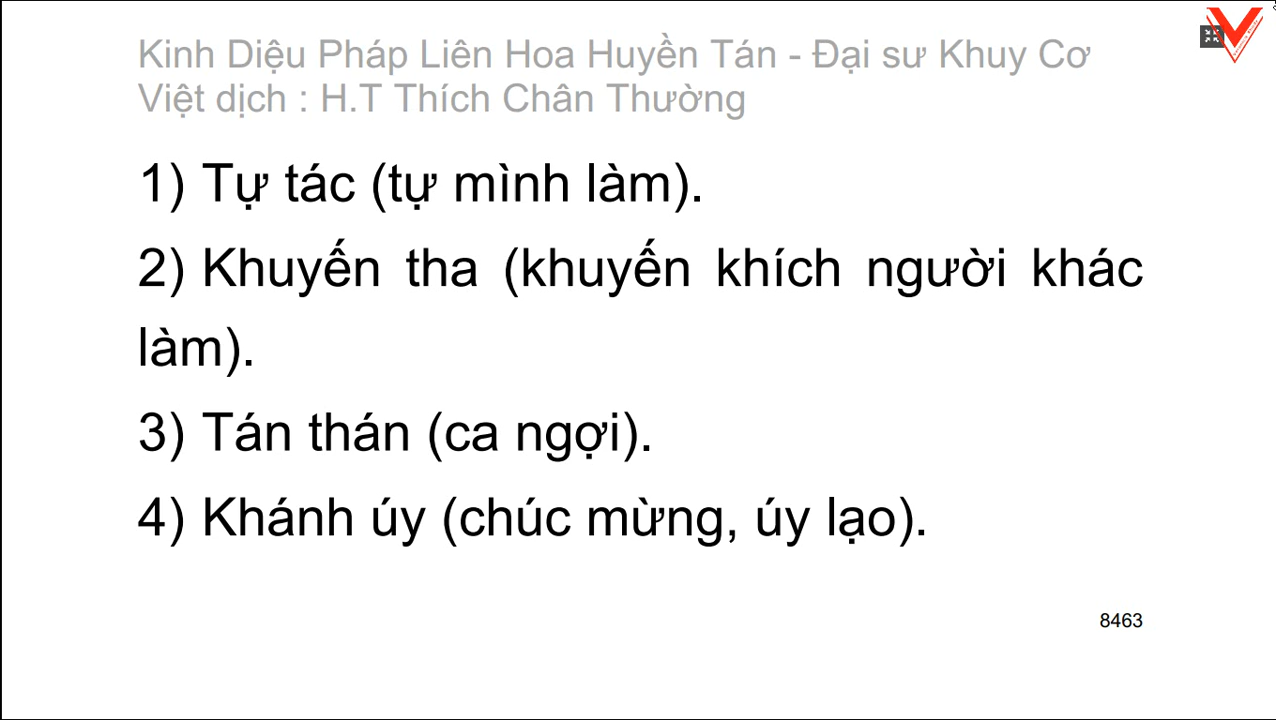 Kinh Diệu Pháp Liên Hoa Huyền Tán - Đại sư Khuy Cơ
Việt dịch : H.T Thích Chân Thường
1) Tự tác (tự mình làm).
2) Khuyến tha (khuyến khích người khác
làm).
3) Tán thán (ca ngợi).
4) Khánh úy (chúc mừng, úy lạo).
8463